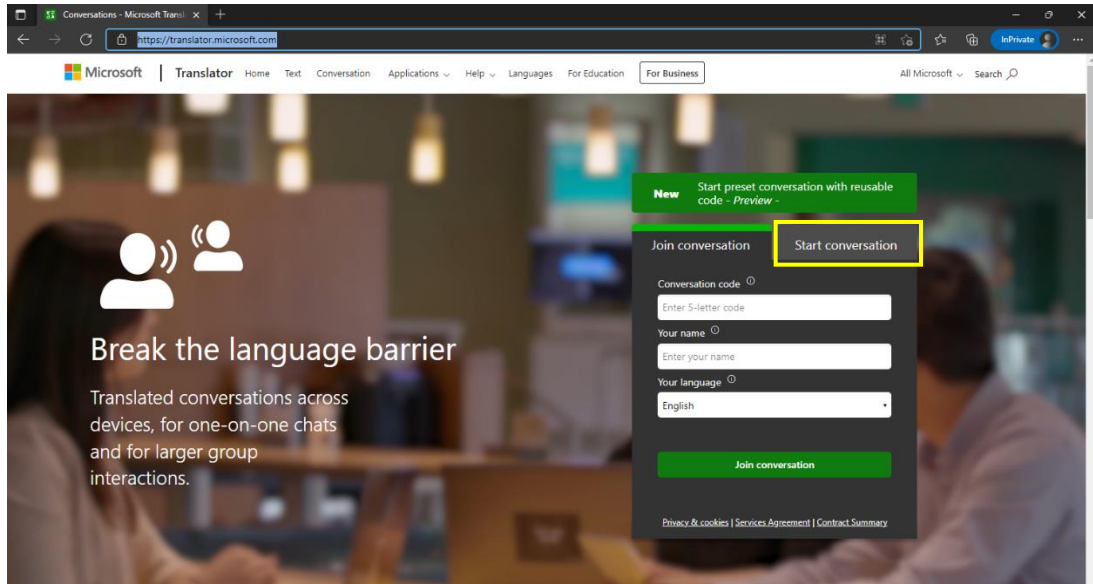 Conversations - Microsoft Transl
https://translator.microsoft.com
InPrivate
Microsoft | Translator Home Text Conversation Applications Help Languages For Education For Business All Microsoft Search
New Start preset conversation with reusable
code - Preview -
Join conversation Start conversation
Conversation code
Enter 5-letter code
Your name
Enter your name
Your language
English
Join conversation
Privacy & cookies | Services Agreement | Contract Summary
Break the language barrier
Translated conversations across
devices, for one-on-one chats
and for larger group
interactions.